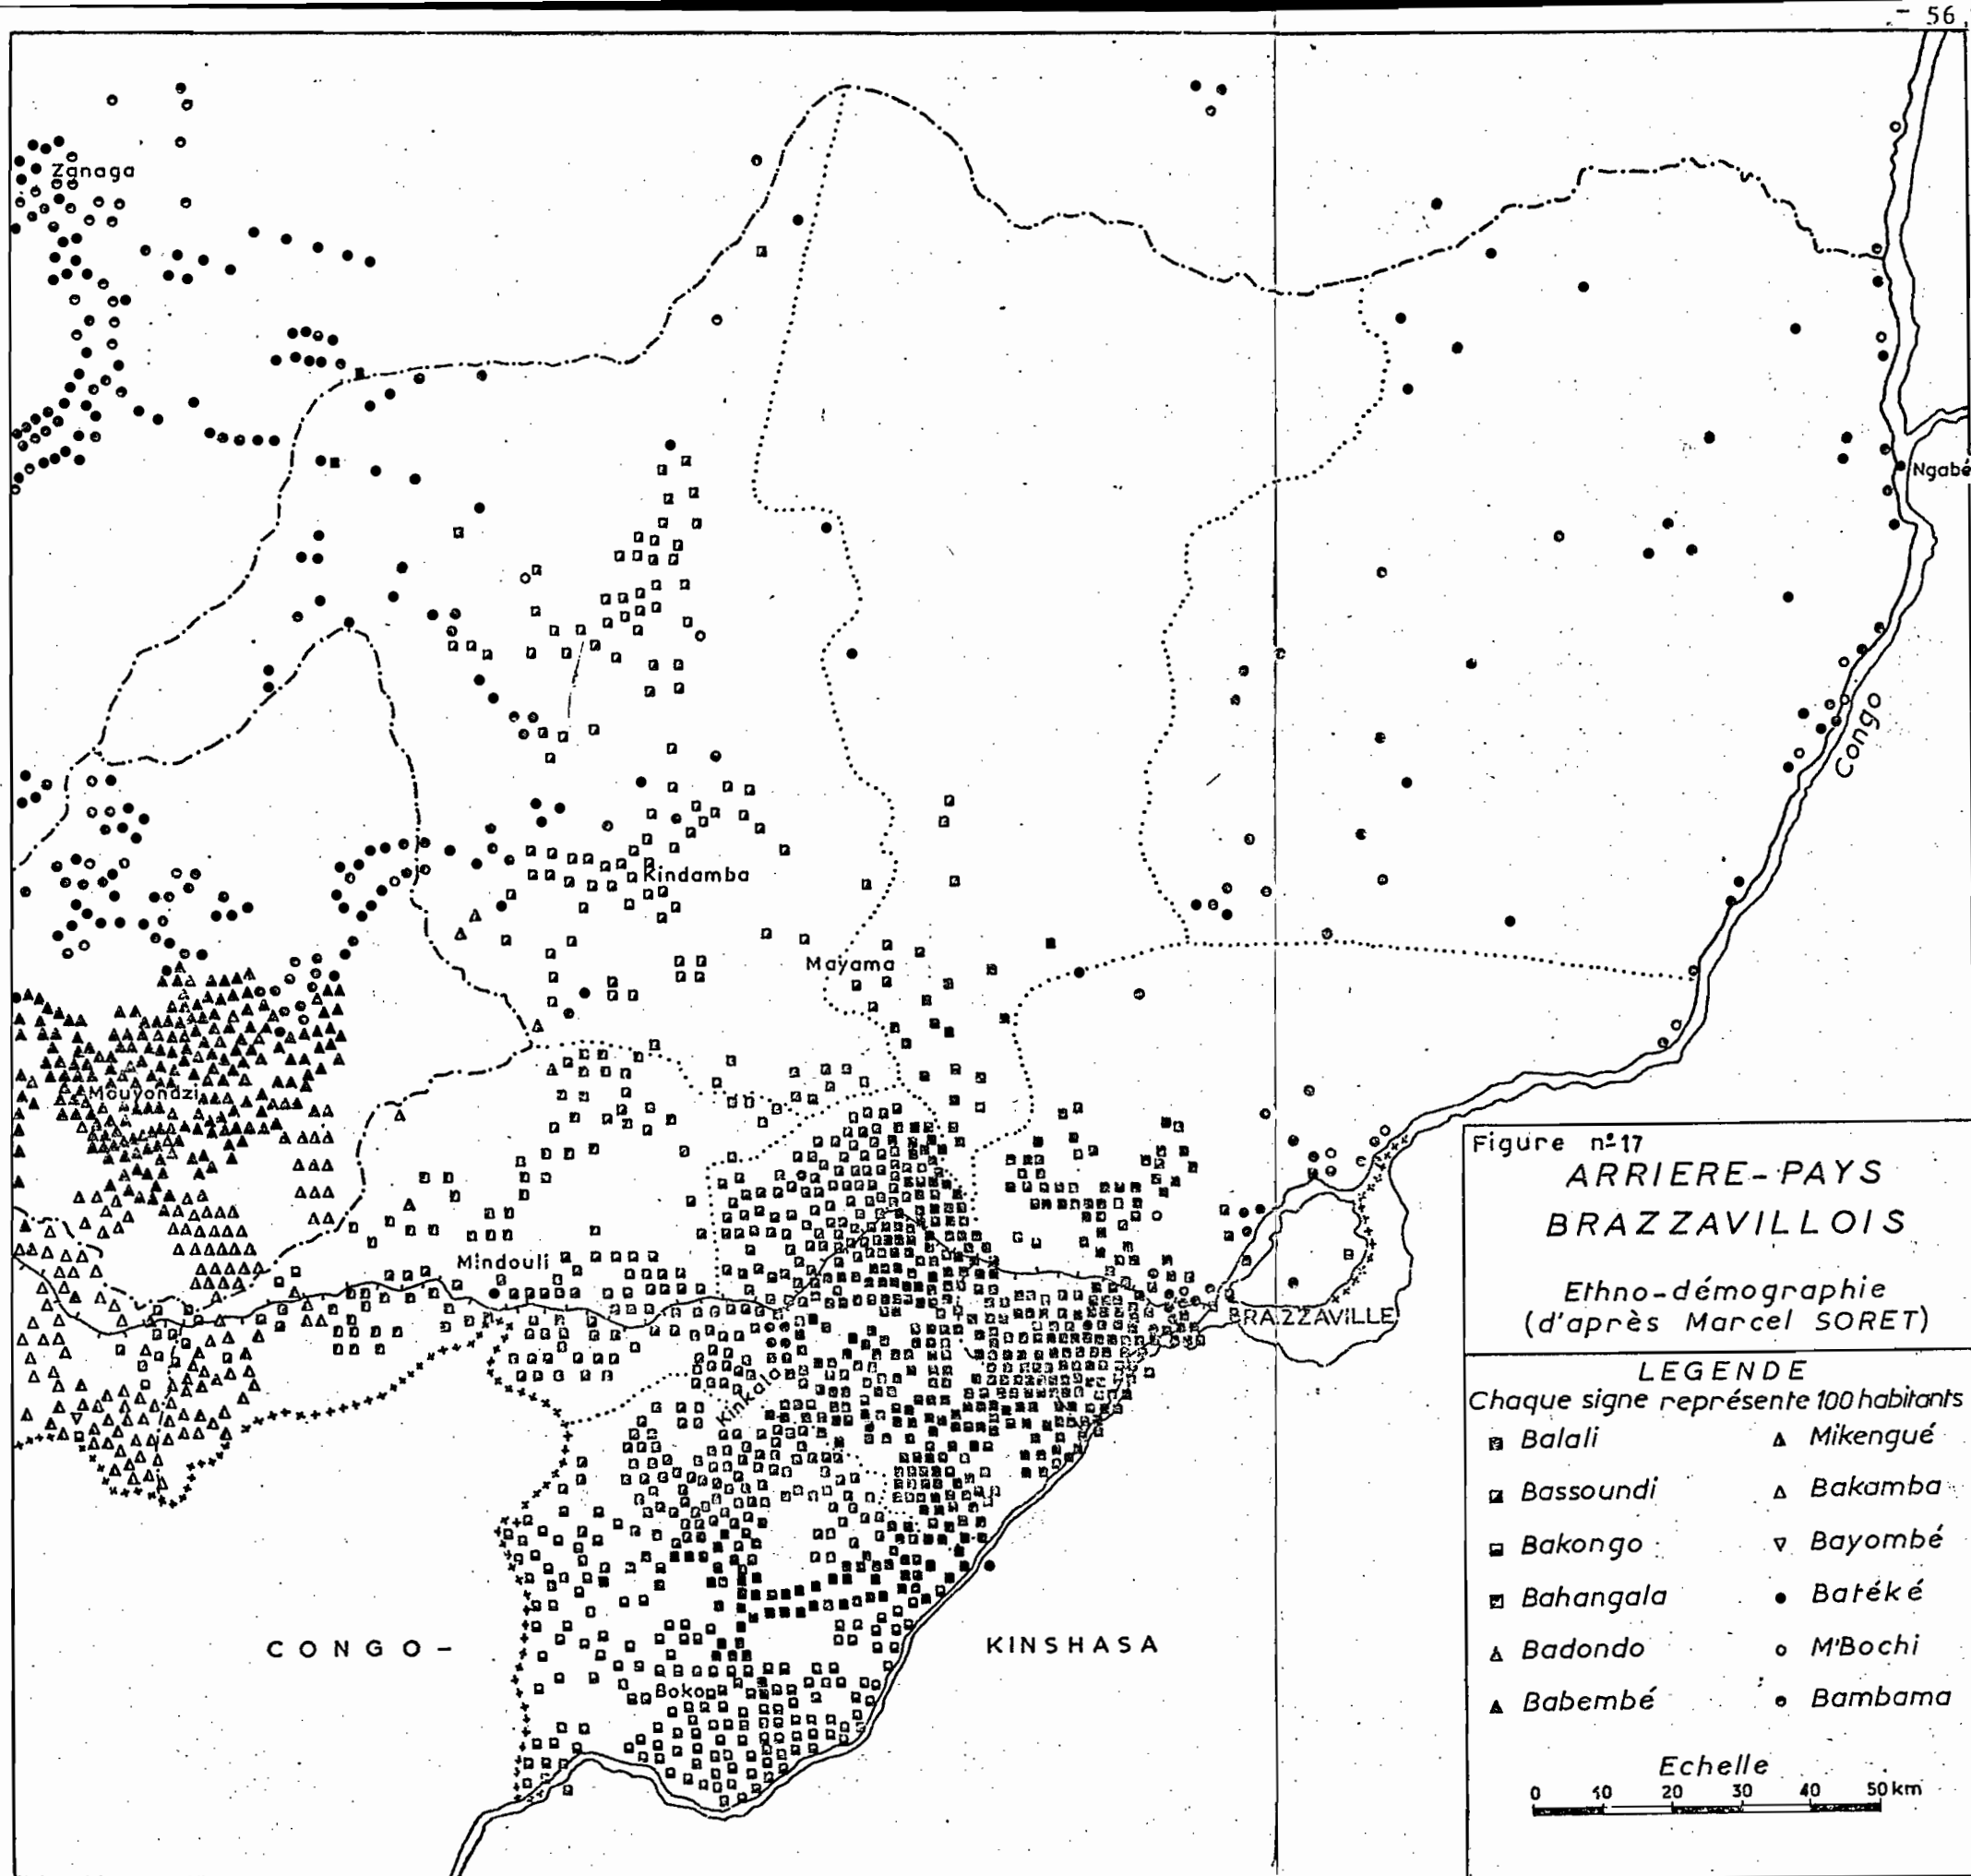 - 56
Zanaga
Ngabé
Congo
Kindamba
Mayama
Mouyondzi
Mindouli
BRAZZAVILLE
Kinkala
Boko
CONGO-
KINSHASA
Figure n°17
ARRIERE-PAYS
BRAZZAVILLOIS
Ethno-démographie
(d'après Marcel SORET)
LEGENDE
Chaque signe représente 100 habitants
Balali
Bassoundi
Bakongo
Bahangala
Badondo
Babembé
Mikengué
Bakamba
Bayombé
Batéké
M'Bochi
Bambama
Echelle
0 10 20 30 40 50 km